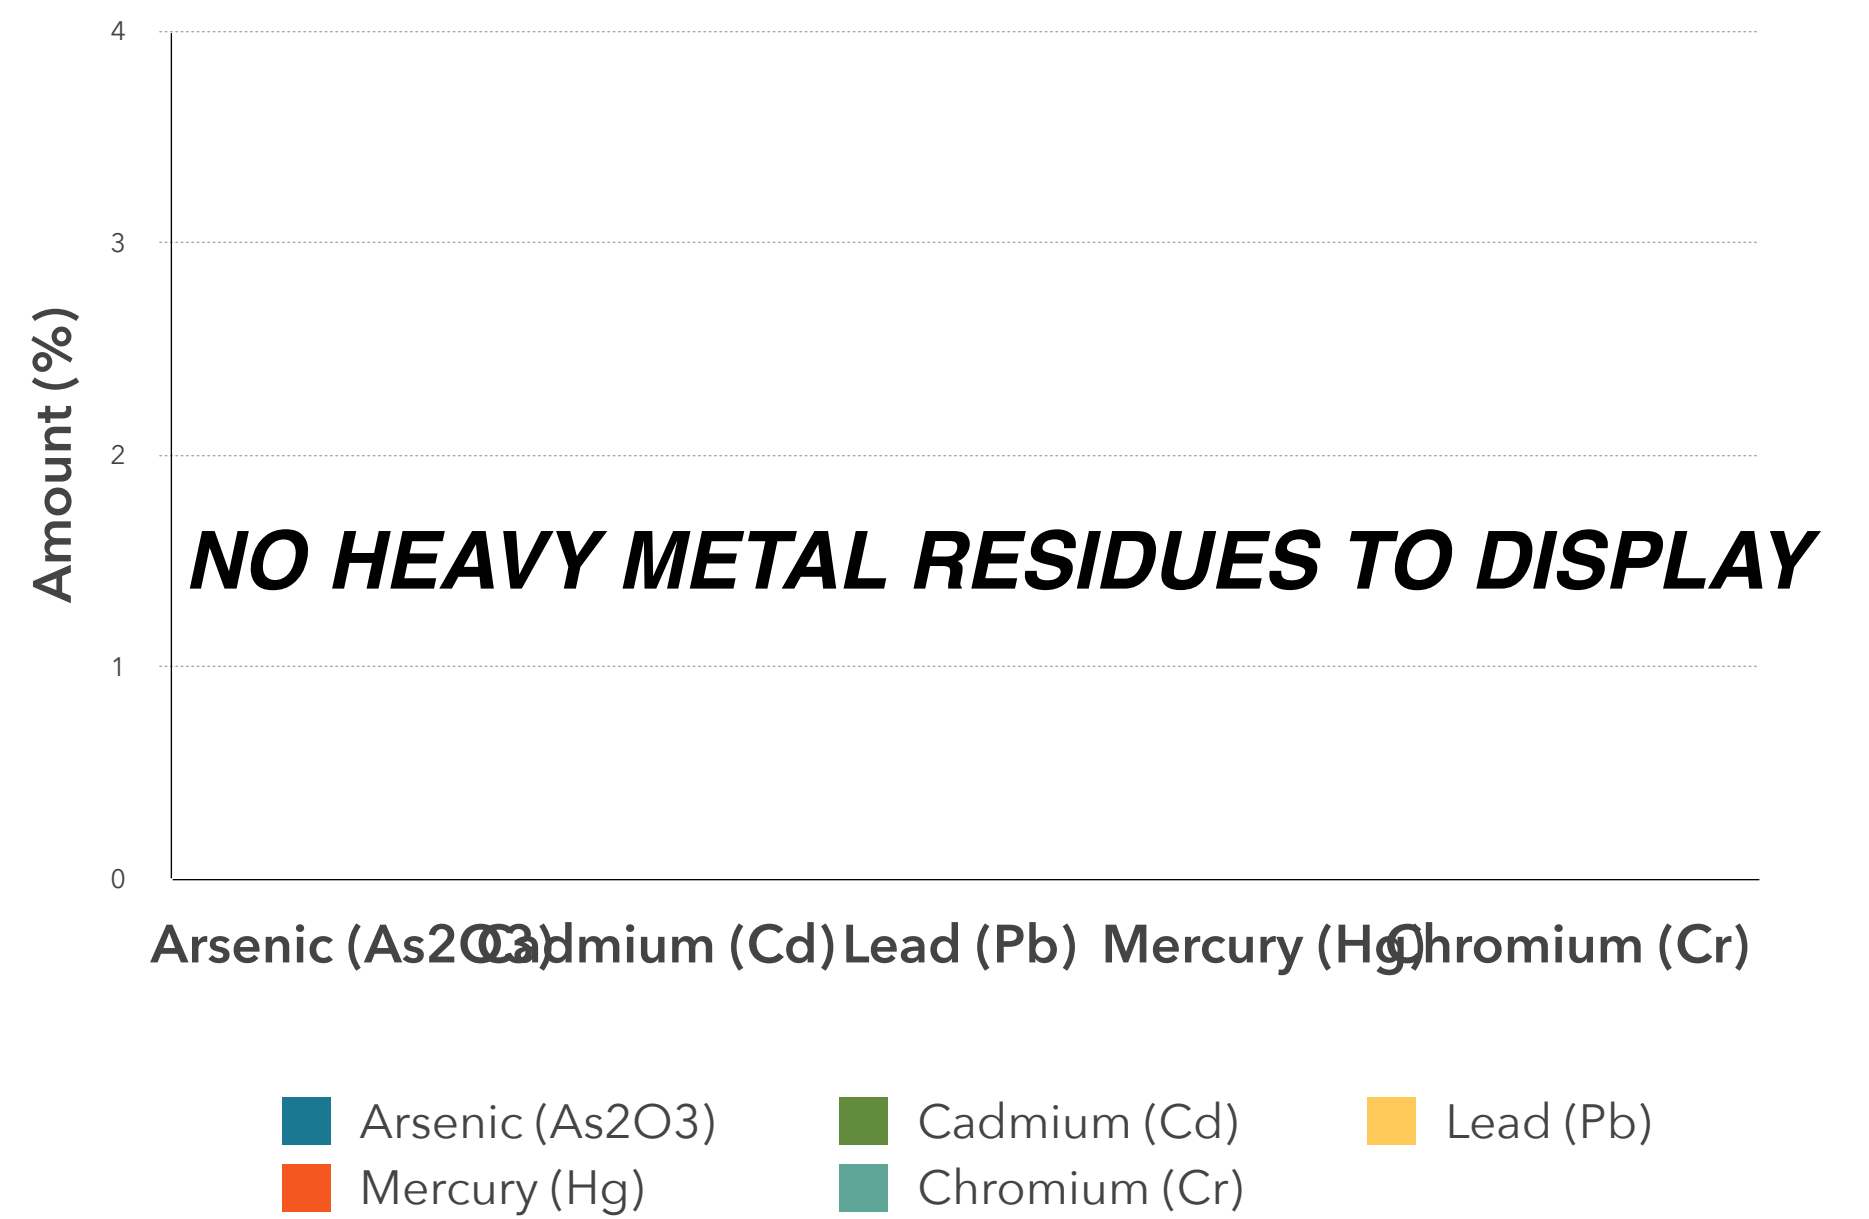 4
3
2
1
0
Amount (%)
NO HEAVY METAL RESIDUES TO DISPLAY
Arsenic (As2O3) Cadmium (Cd) Lead (Pb) Mercury (Hg) Chromium (Cr)
Arsenic (As2O3) Cadmium (Cd) Lead (Pb)
Mercury (Hg) Chromium (Cr)